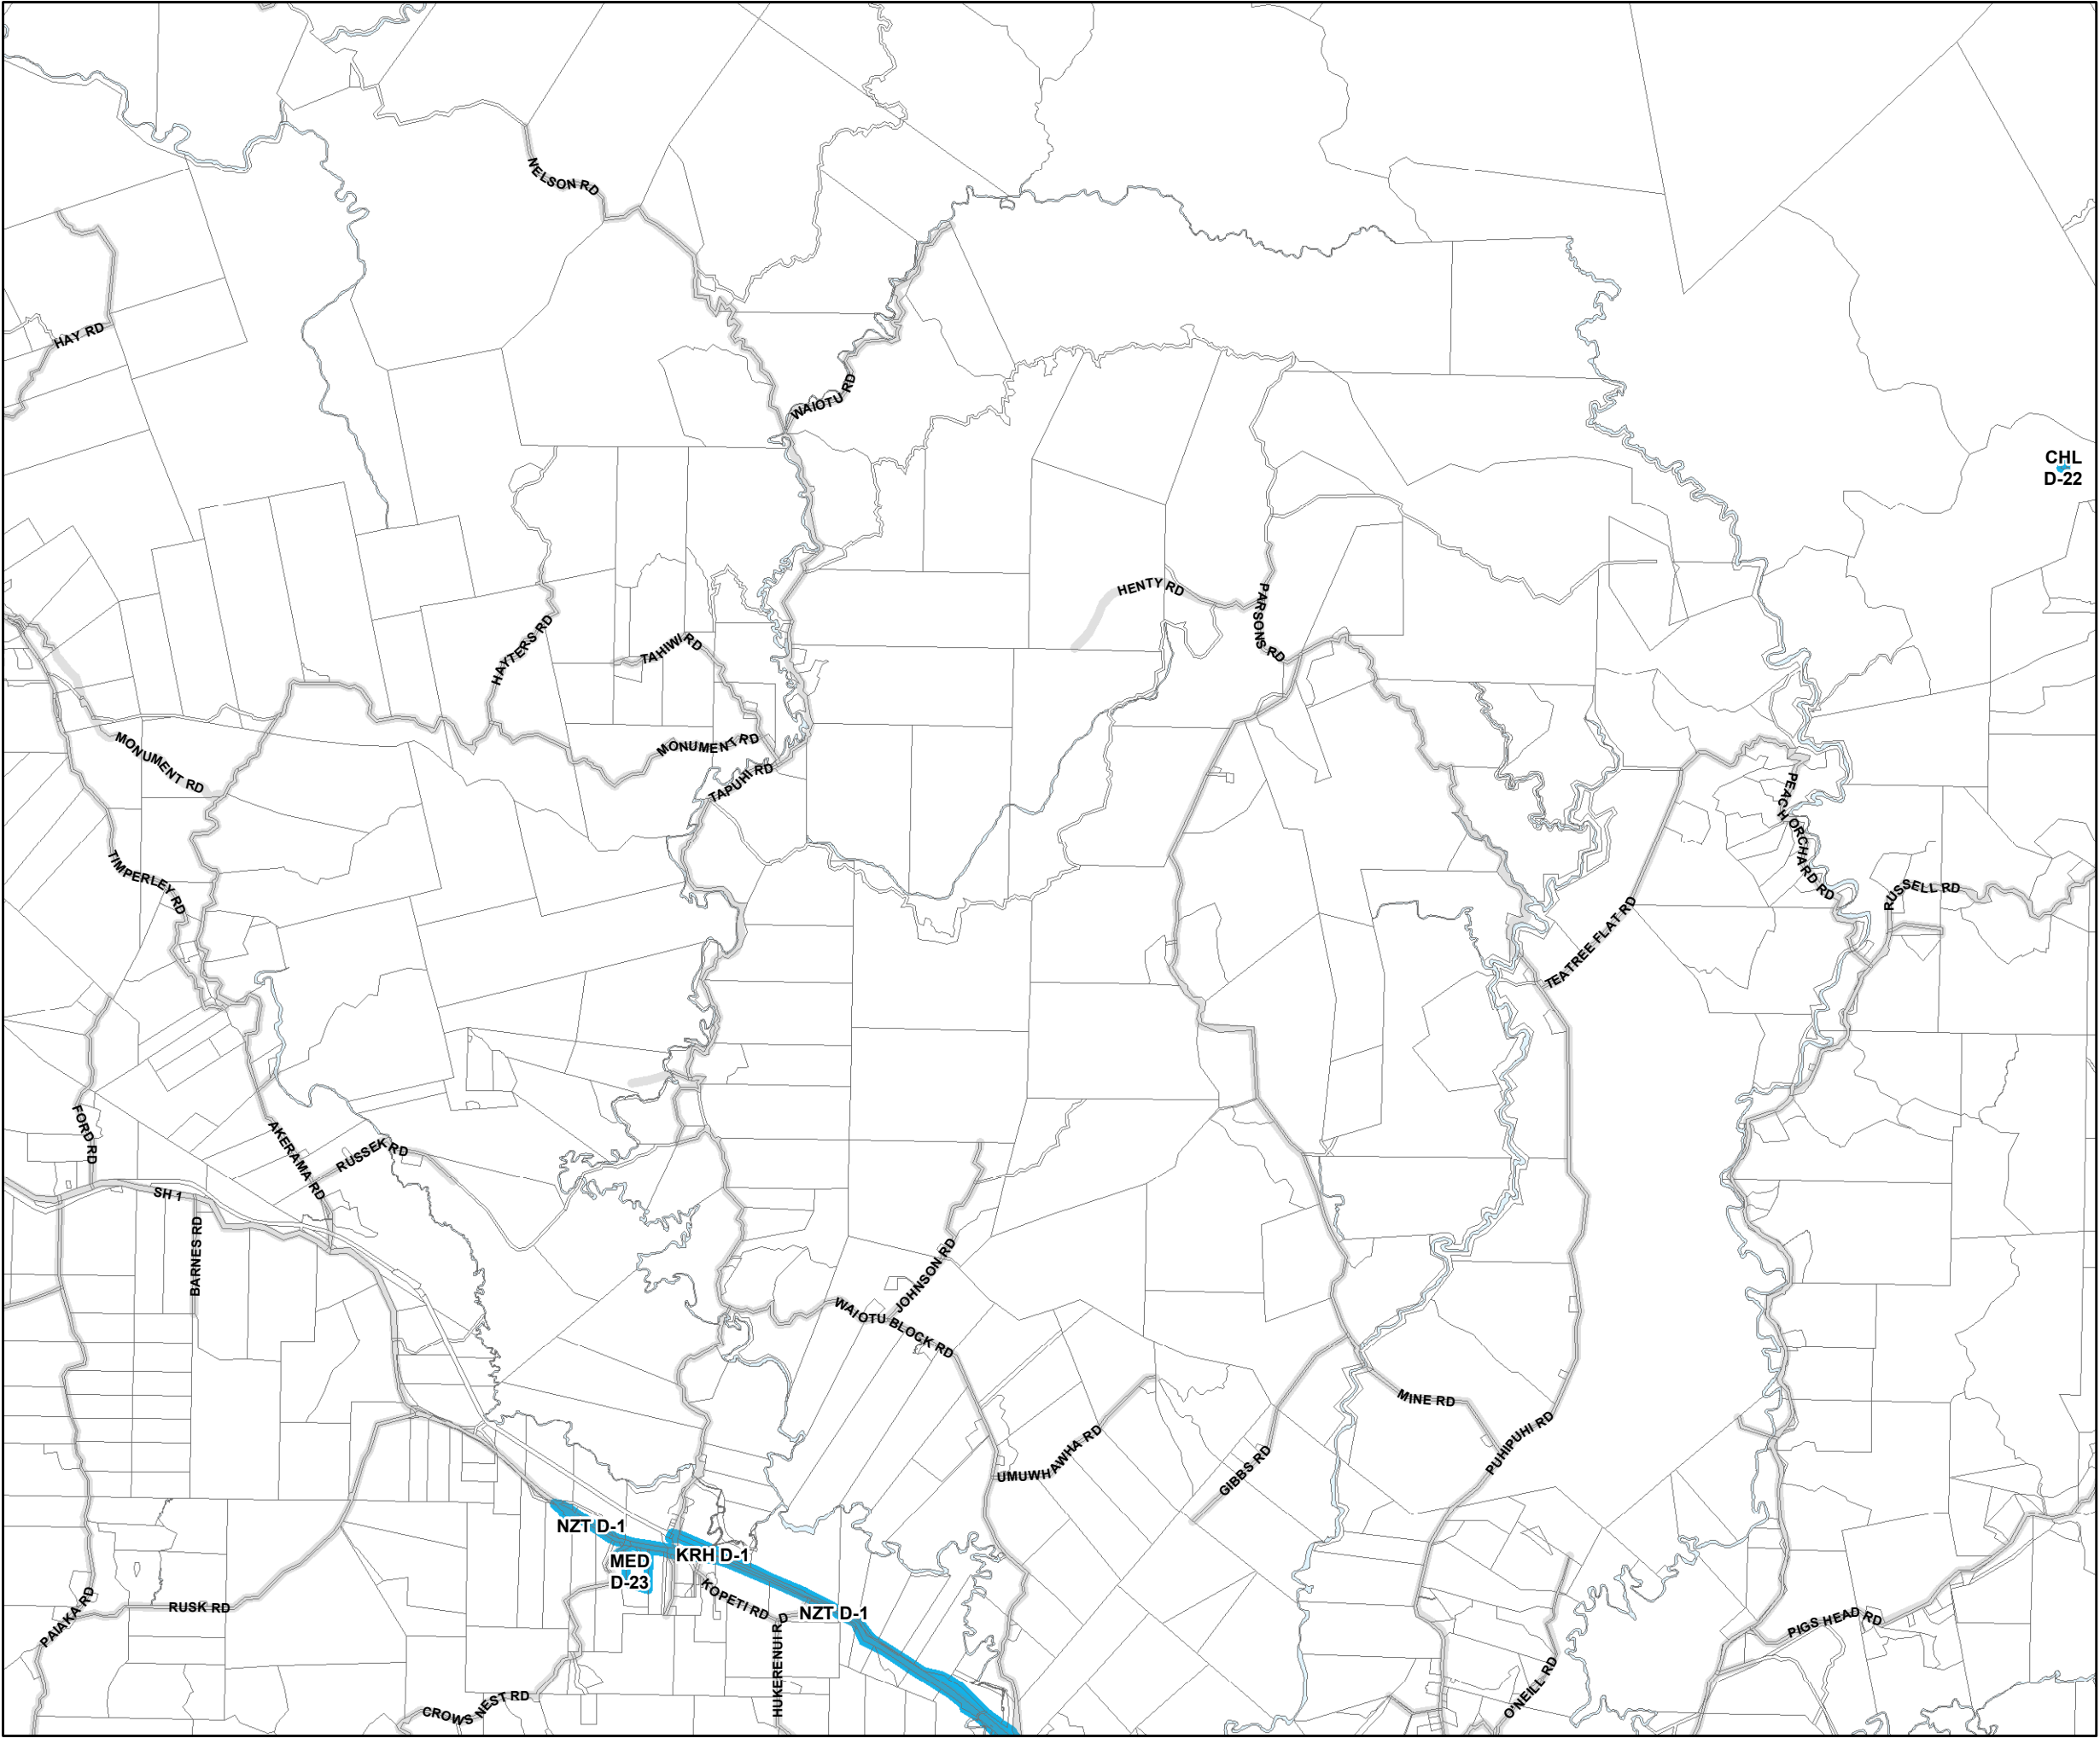 NELSON RD
HAY RD
WAIOTU RD
CHL
D-22
HENTY RD
PARSONS RD
HAYTERS RD
TAHIWI RD
MONUMENT RD
MONUMENT RD
TAPUHI RD
PEACH ORCHARD RD
TIMPERLEY RD
RUSSELL RD
TEATREE FLAT RD
FORD RD
AKERAMA RD
RUSSEK RD
SH 1
BARNES RD
JOHNSON RD
WAIOTU BLOCK RD
MINE RD
UMUWHAWHA RD
GIBBS RD
PUHIPUHI RD
NZT D-1
KRH D-1
MED
D-23
KOPETI RD
NZT D-1
PAIAKA RD
RUSK RD
HUKERENUI RD
PIGS HEAD RD
CROWS NEST RD
O'NEILL RD